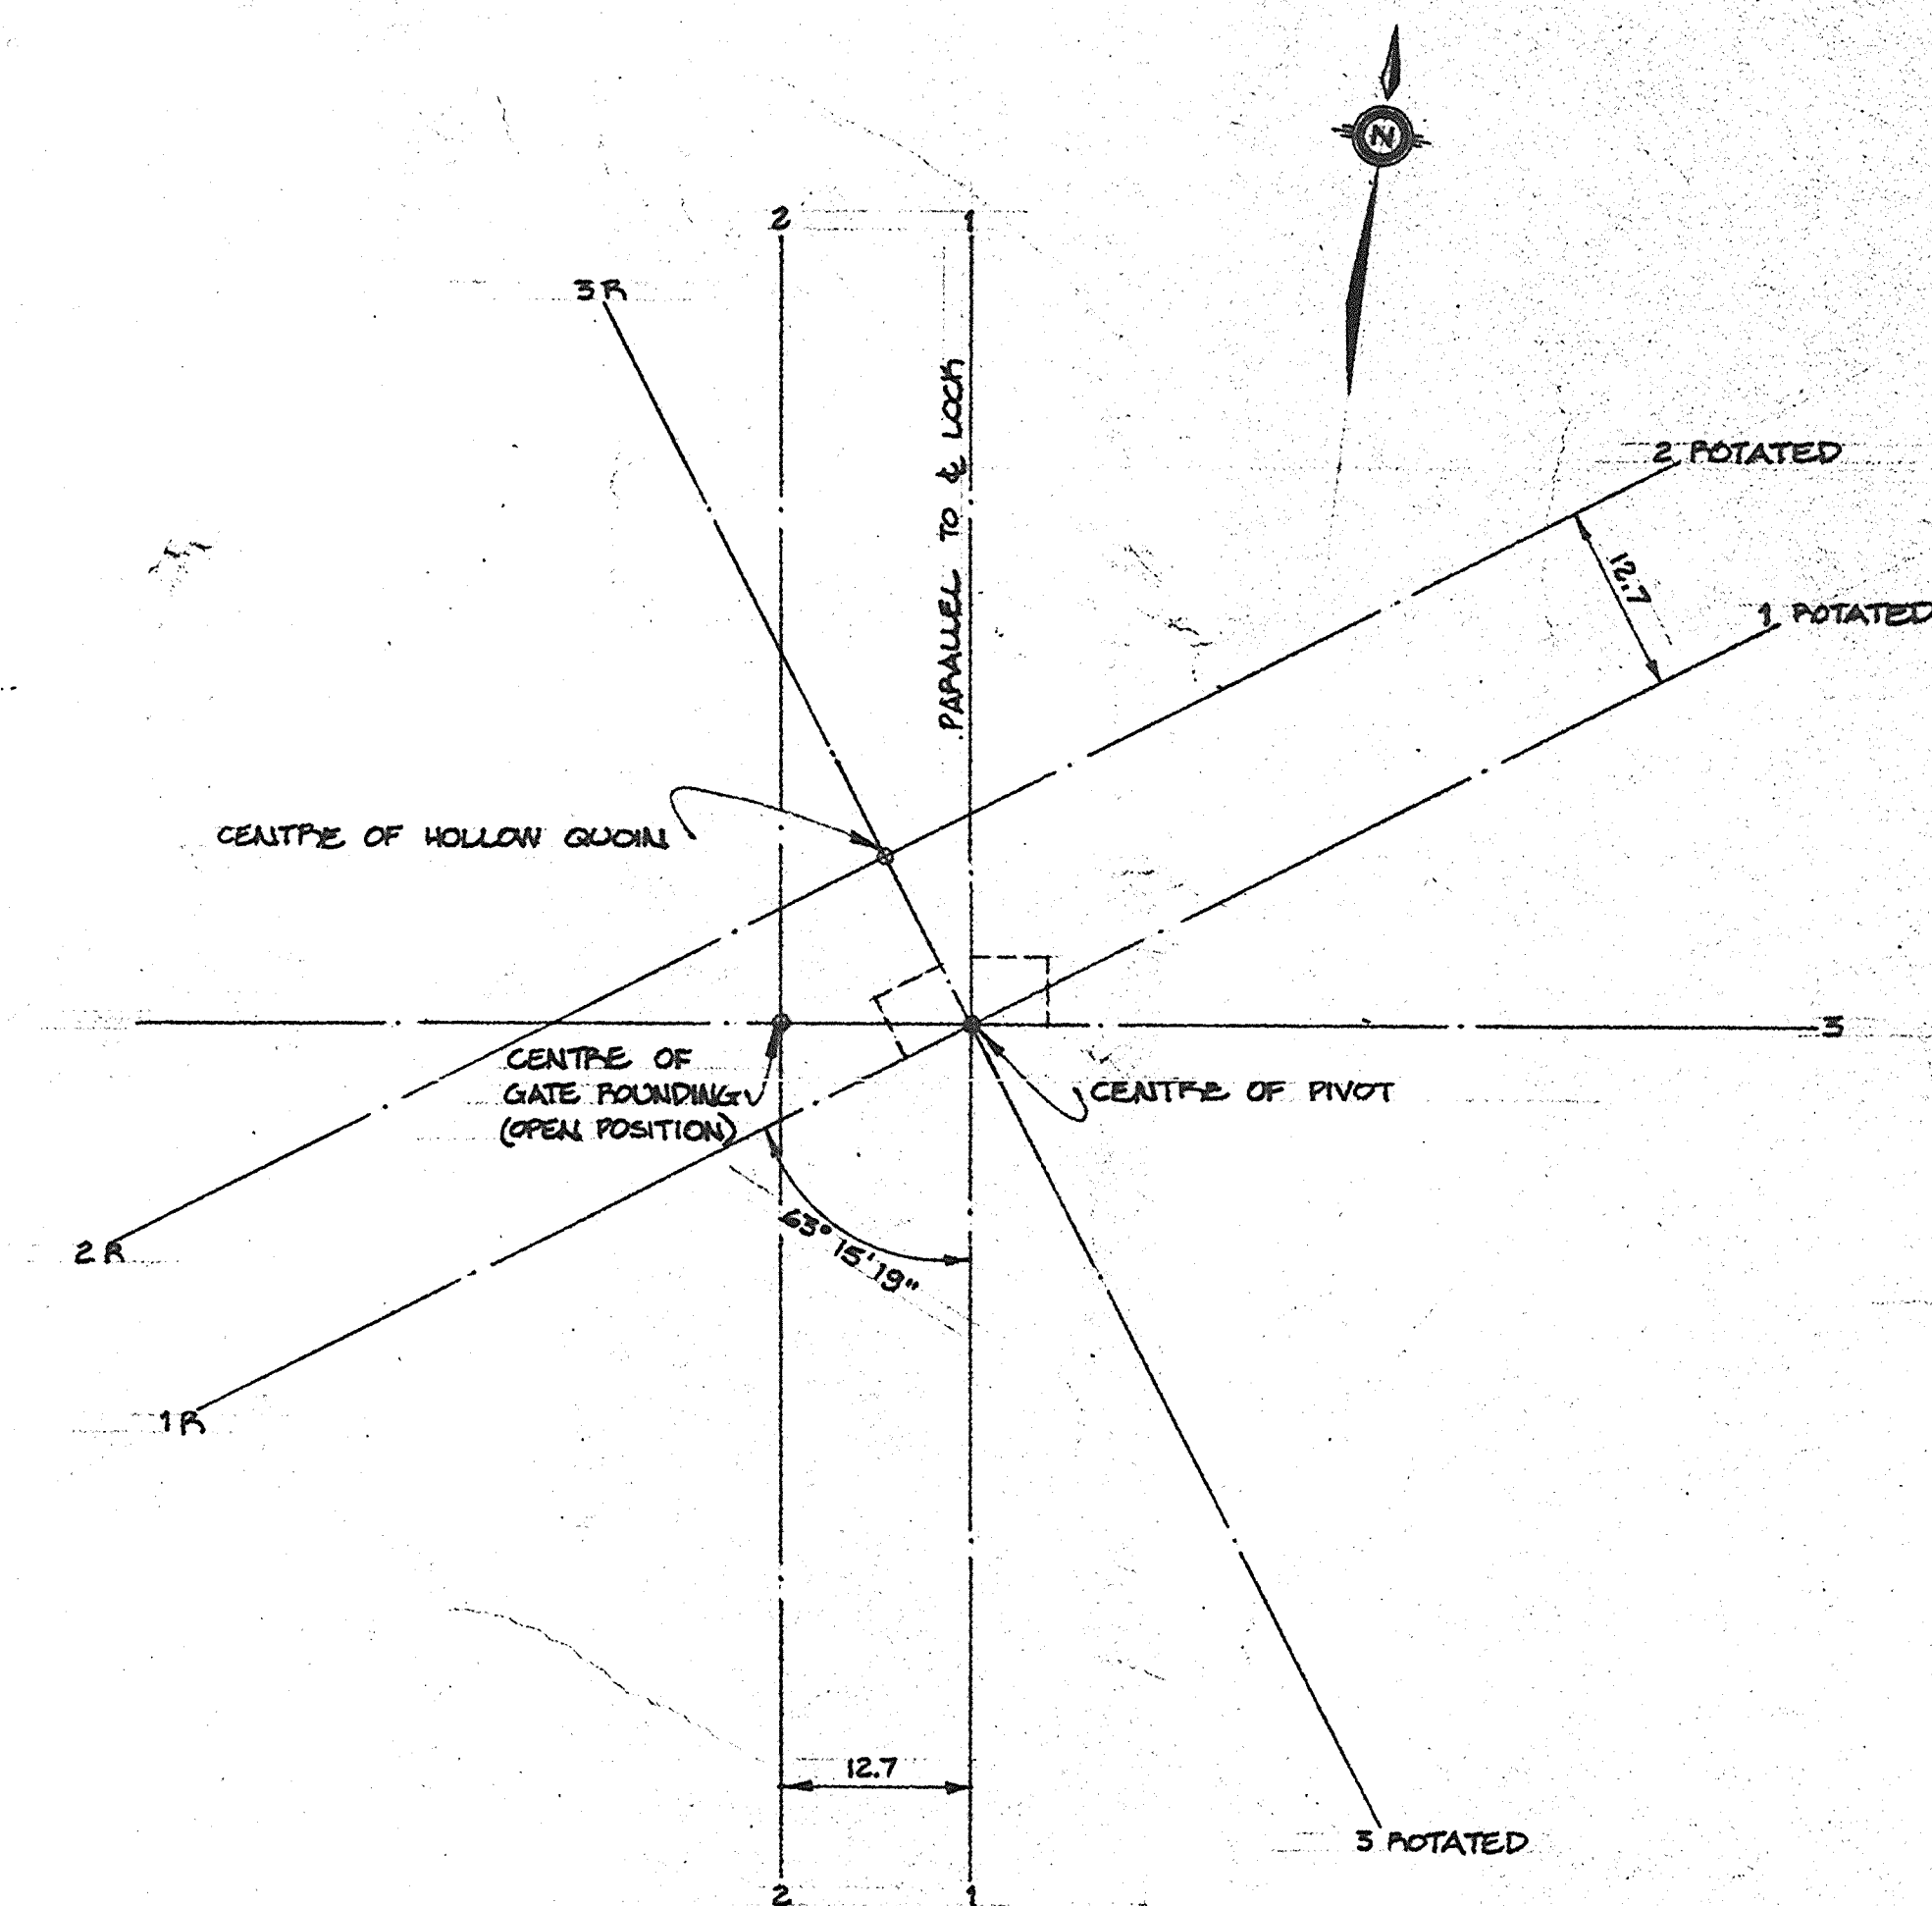 N
2
1
3 R
PARALLEL TO ℄ LOCK
2 ROTATED
12.7
1 ROTATED
CENTRE OF HOLLOW QUOIN
3
CENTRE OF
GATE ROUNDING
(OPEN POSITION)
CENTRE OF PIVOT
63° 15' 19"
2 R
1 R
12.7
3 ROTATED
2
1